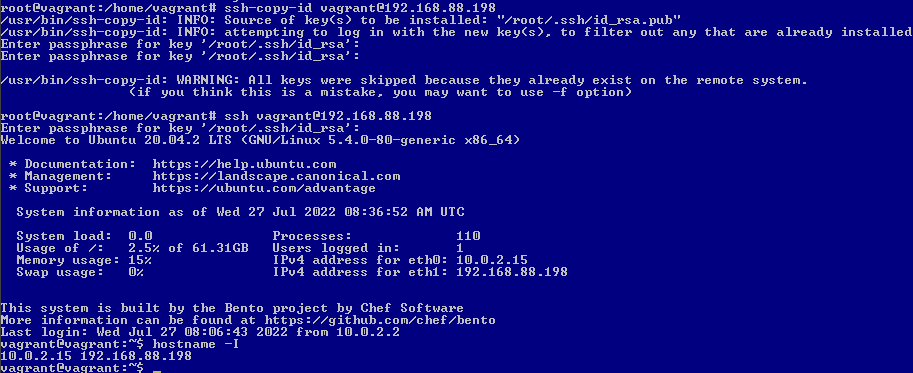 root@vagrant:/home/vagrant# ssh-copy-id vagrant@192.168.88.198
/usr/bin/ssh-copy-id: INFO: Source of key(s) to be installed: "/root/.ssh/id_rsa.pub"
/usr/bin/ssh-copy-id: INFO: attempting to log in with the new key(s), to filter out any that are already installed
Enter passphrase for key '/root/.ssh/id_rsa':
Enter passphrase for key '/root/.ssh/id_rsa':
/usr/bin/ssh-copy-id: WARNING: All keys were skipped because they already exist on the remote system.
(if you think this is a mistake, you may want to use -f option)
root@vagrant:/home/vagrant# ssh vagrant@192.168.88.198
Enter passphrase for key '/root/.ssh/id_rsa':
Welcome to Ubuntu 20.04.2 LTS (GNU/Linux 5.4.0-80-generic x86_64)
* Documentation:  https://help.ubuntu.com
* Management:     https://landscape.canonical.com
* Support:        https://ubuntu.com/advantage
System information as of Wed 27 Jul 2022 08:36:52 AM UTC
System load:  0.0                Processes:             110
Usage of /:   2.5% of 61.31GB   Users logged in:       1
Memory usage: 15%               IPv4 address for eth0: 10.0.2.15
Swap usage:   0%                IPv4 address for eth1: 192.168.88.198
This system is built by the Bento project by Chef Software
More information can be found at https://github.com/chef/bento
Last login: Wed Jul 27 08:06:43 2022 from 10.0.2.2
vagrant@vagrant:~$ hostname -I
10.0.2.15 192.168.88.198
vagrant@vagrant:~$ _